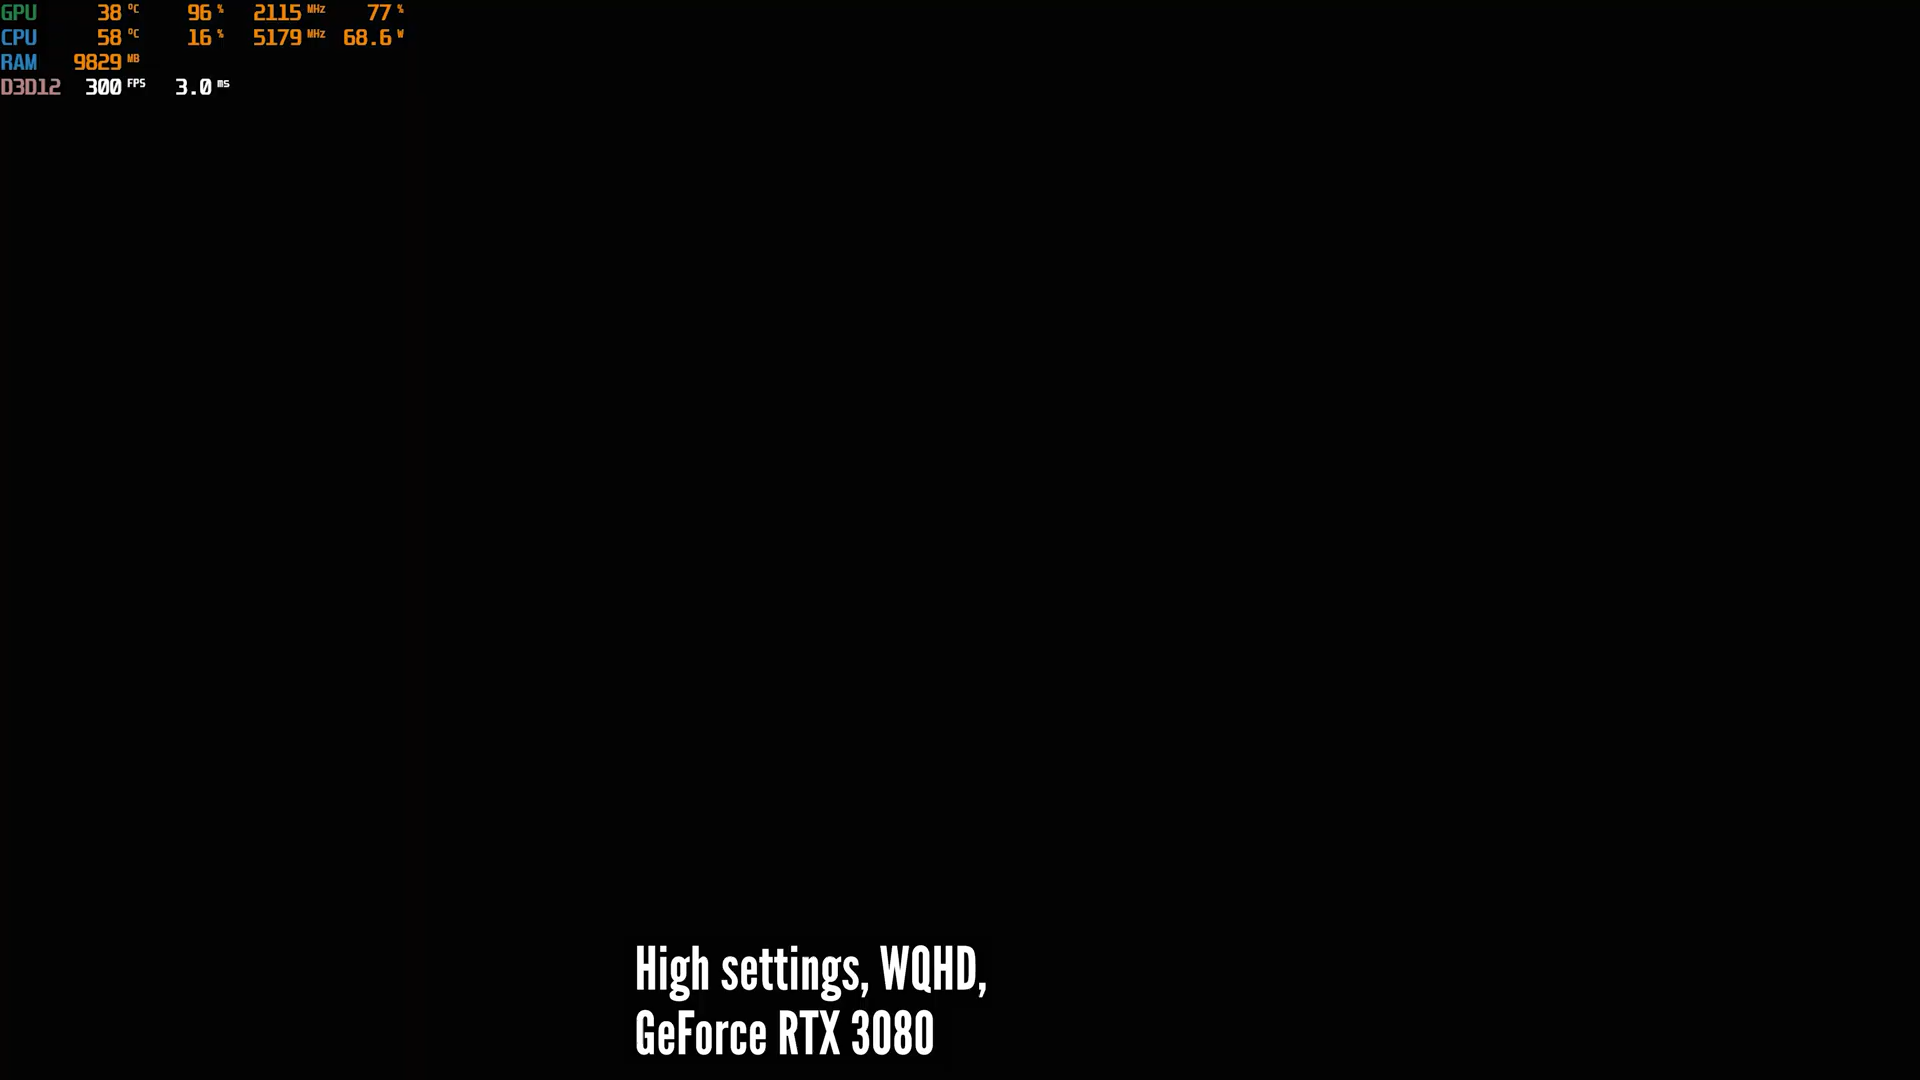 GPU 38 °C 96 % 2115 MHz 77 %
CPU 58 °C 16 % 5179 MHz 68.6 W
RAM 9829 MB
D3D12 300 FPS 3.0 ms
High settings, WQHD,
GeForce RTX 3080